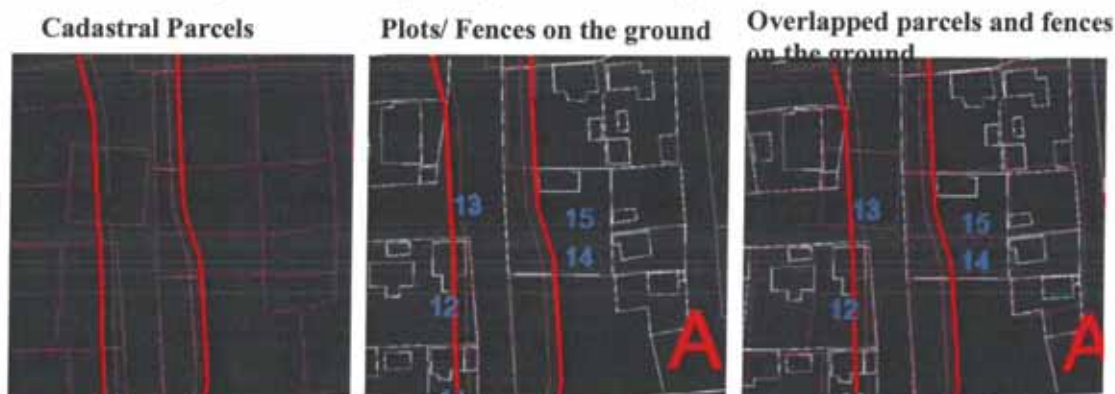 Cadastral Parcels
Plots/ Fences on the ground
Overlapped parcels and fences
on the ground
13
15
14
12
A
13
15
14
12
A